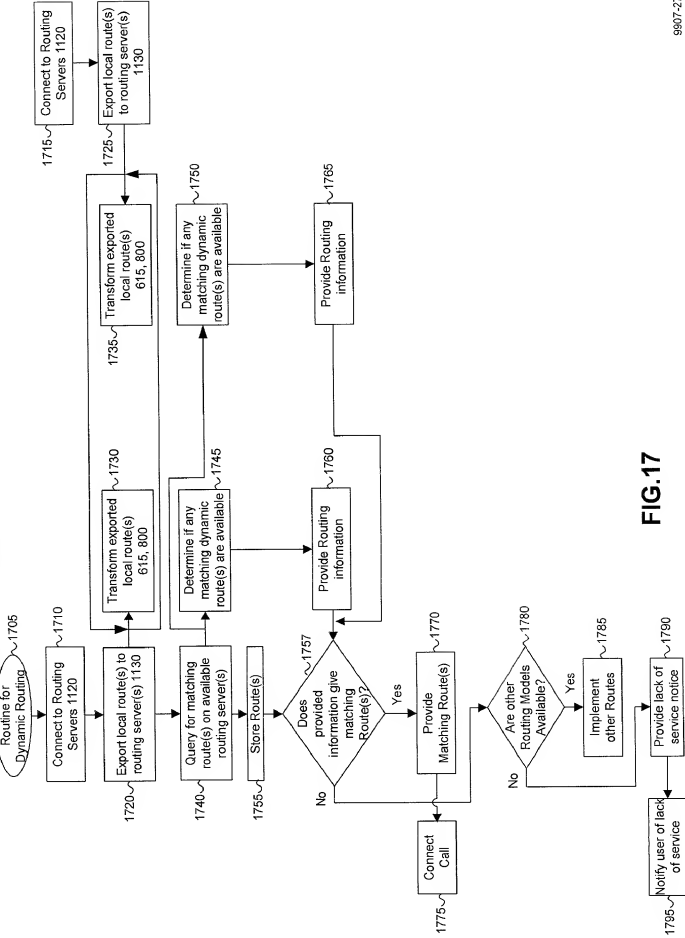 9907-2
Routine for
Dynamic Routing
1705
Connect to Routing
Servers 1120
1710
Connect to Routing
Servers 1120
1715
Export local route(s) to
routing server(s) 1130
1720
Export local route(s)
to routing server(s)
1130
1725
Transform exported
local route(s)
615, 800
1730
Transform exported
local route(s)
615, 800
1735
Query for matching
route(s) on available
routing server(s)
1740
Determine if any
matching dynamic
route(s) are available
1745
Determine if any
matching dynamic
route(s) are available
1750
Store Route(s)
1755
Does
provided
information give
matching
Route(s)?
1757
Provide Routing
information
1760
Provide Routing
information
1765
Yes
No
Provide
Matching Route(s)
1770
Connect
Call
1775
Are other
Routing Models
Available?
1780
Yes
No
Implement
other Routes
1785
Provide lack of
service notice
1790
Notify user of lack
of service
1795
FIG.17